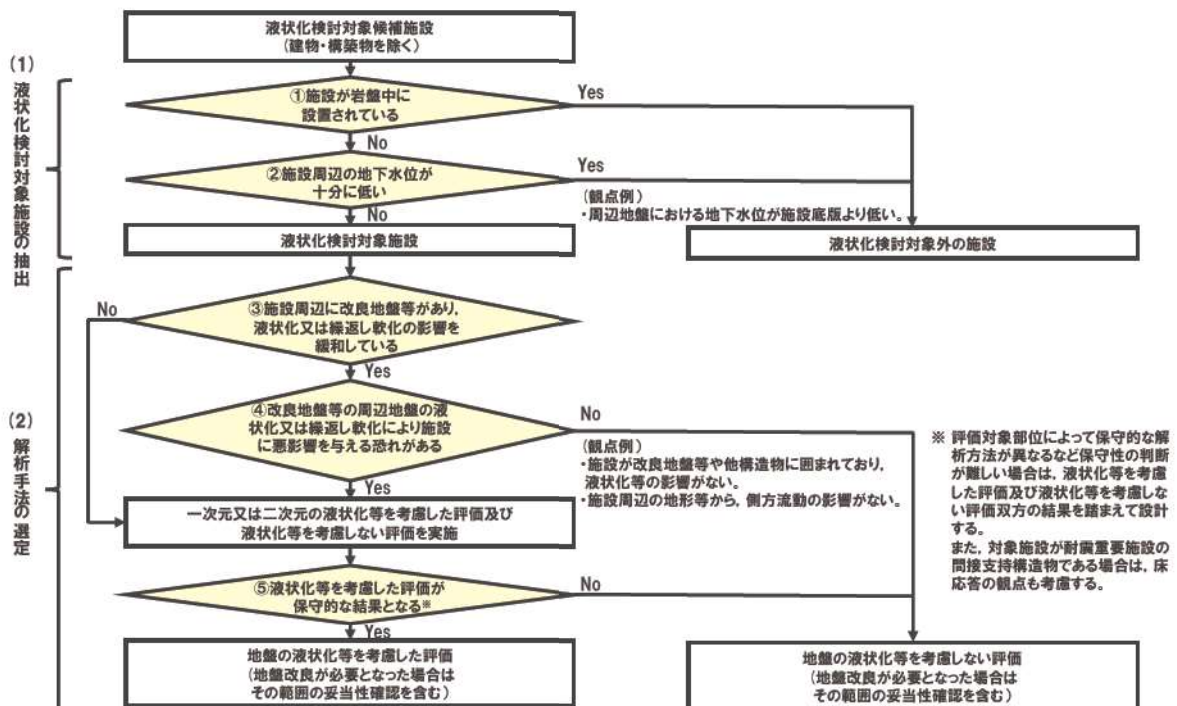 液状化検討対象候補施設
(建物・構築物を除く)
(1)
液状化検討対象施設の抽出
①施設が岩盤中に
設置されている
Yes
No
②施設周辺の地下水位が
十分に低い
Yes
(観点例)
・周辺地盤における地下水位が施設底版より低い。
No
液状化検討対象施設
液状化検討対象外の施設
(2)
解析手法の選定
③施設周辺に改良地盤等があり,
液状化又は繰返し軟化の影響を
緩和している
No
Yes
④改良地盤等の周辺地盤の液
状化又は繰返し軟化により施設
に悪影響を与える恐れがある
No
(観点例)
・施設が改良地盤等や他構造物に囲まれており,
液状化等の影響がない。
・施設周辺の地形等から, 側方流動の影響がない。
Yes
一次元又は二次元の液状化等を考慮した評価及び
液状化等を考慮しない評価を実施
※ 評価対象部位によって保守的な解
析方法が異なるなど保守性の判断
が難しい場合は, 液状化等を考慮
した評価及び液状化等を考慮しな
い評価双方の結果を踏まえて設計
する。
また, 対象施設が耐震重要施設の
間接支持構造物である場合は, 床
応答の観点も考慮する。
⑤液状化等を考慮した評価が
保守的な結果となる※
No
Yes
地盤の液状化等を考慮した評価
(地盤改良が必要となった場合は
その範囲の妥当性確認を含む)
地盤の液状化等を考慮しない評価
(地盤改良が必要となった場合は
その範囲の妥当性確認を含む)